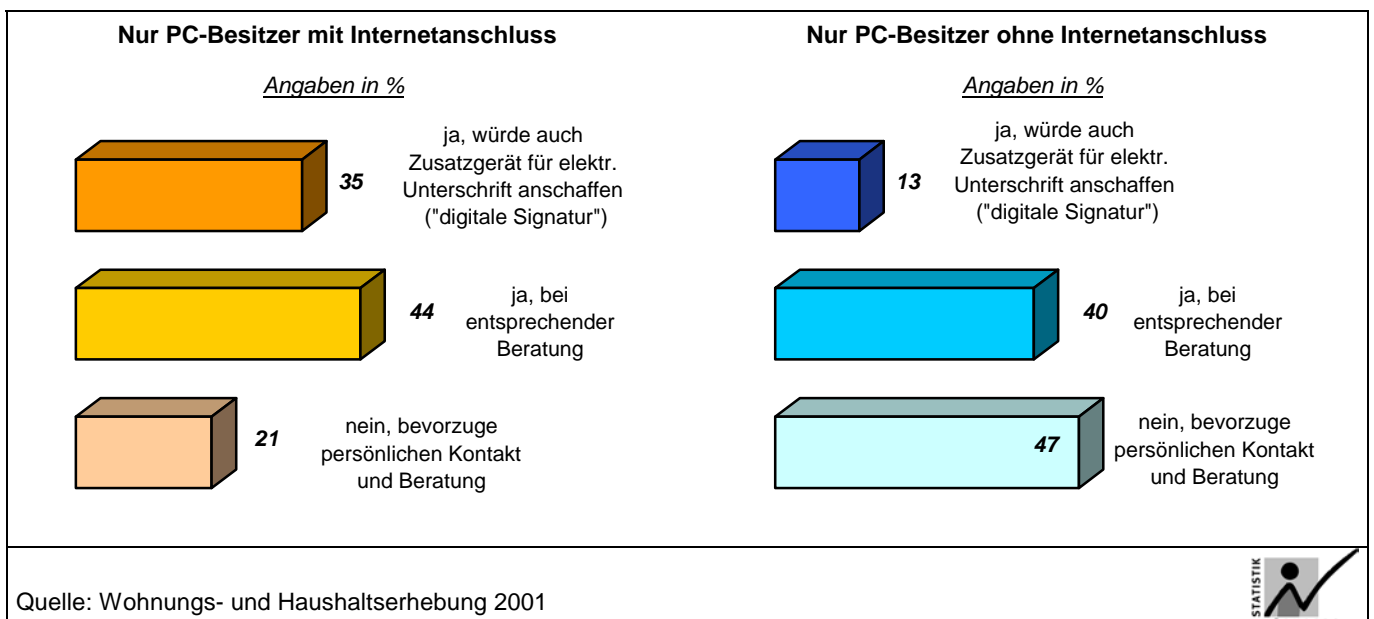 Nur PC-Besitzer mit Internetanschluss
Angaben in %
35
ja, würde auch
Zusatzgerät für elektr.
Unterschrift anschaffen
("digitale Signatur")
44
ja, bei
entsprechender
Beratung
21
nein, bevorzuge
persönlichen Kontakt
und Beratung
Nur PC-Besitzer ohne Internetanschluss
Angaben in %
13
ja, würde auch
Zusatzgerät für elektr.
Unterschrift anschaffen
("digitale Signatur")
40
ja, bei
entsprechender
Beratung
47
nein, bevorzuge
persönlichen Kontakt
und Beratung
Quelle: Wohnungs- und Haushaltserhebung 2001
STATISTIK